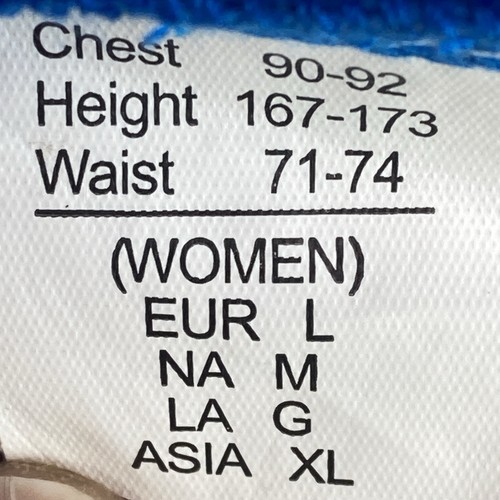 Chest 90-92
Height 167-173
Waist 71-74
(WOMEN)
EUR L
NA M
LA G
ASIA XL